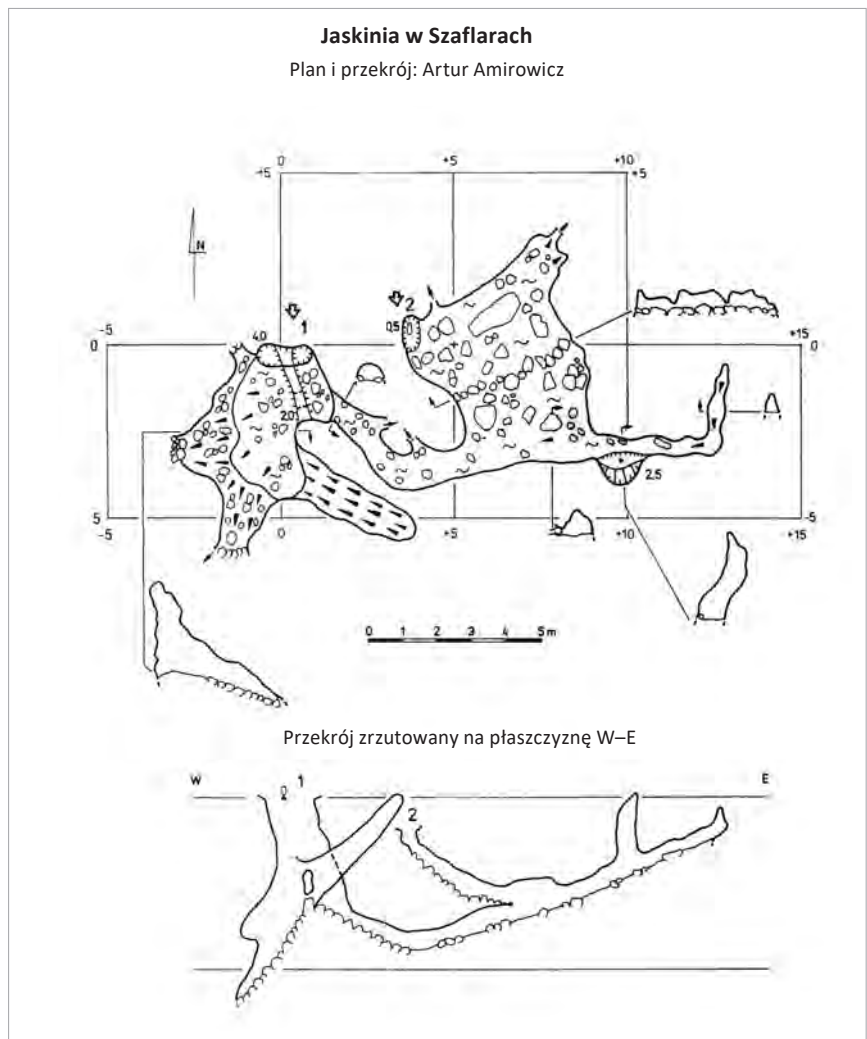 Jaskinia w Szaflarach
Plan i przekrój: Artur Amirowicz
0 +5 +10
+5 +5
N
2
1
-5 4,0 0,5 +15
0 0
2,0
2,5
5 -5
-5 0 +5 +10 +15
0 1 2 3 4 5m
Przekrój zrzutowany na płaszczyznę W–E
W 1 E
0
2